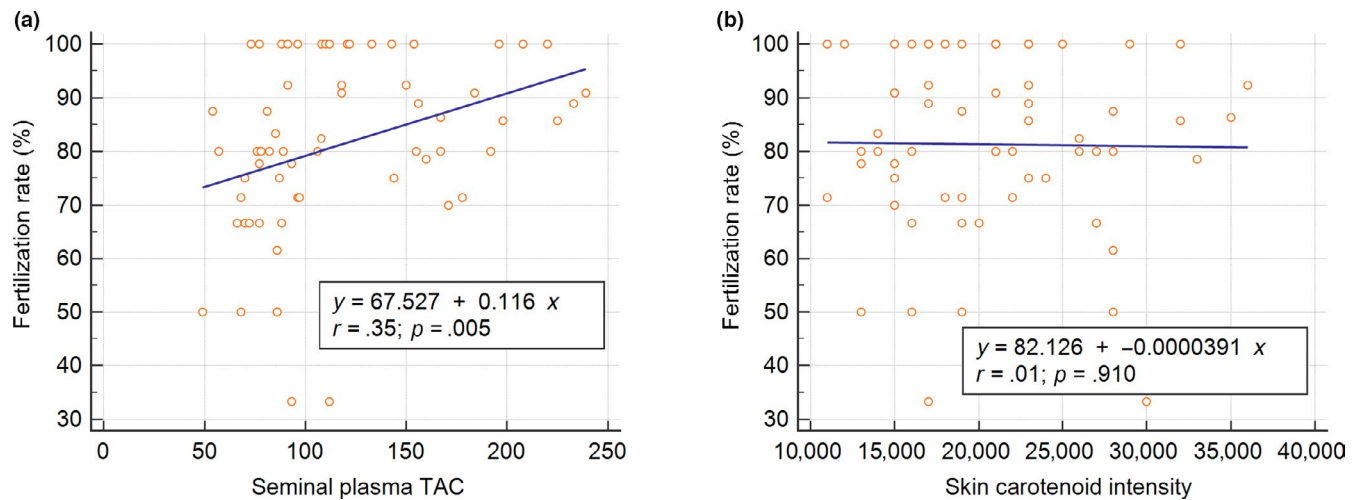 (a)
Fertilization rate (%)
100
90
80
70
60
50
40
30
y = 67.527 + 0.116 x
r = .35; p = .005
0 50 100 150 200 250
Seminal plasma TAC
(b)
Fertilization rate (%)
100
90
80
70
60
50
40
30
y = 82.126 + −0.0000391 x
r = .01; p = .910
10,000 15,000 20,000 25,000 30,000 35,000 40,000
Skin carotenoid intensity